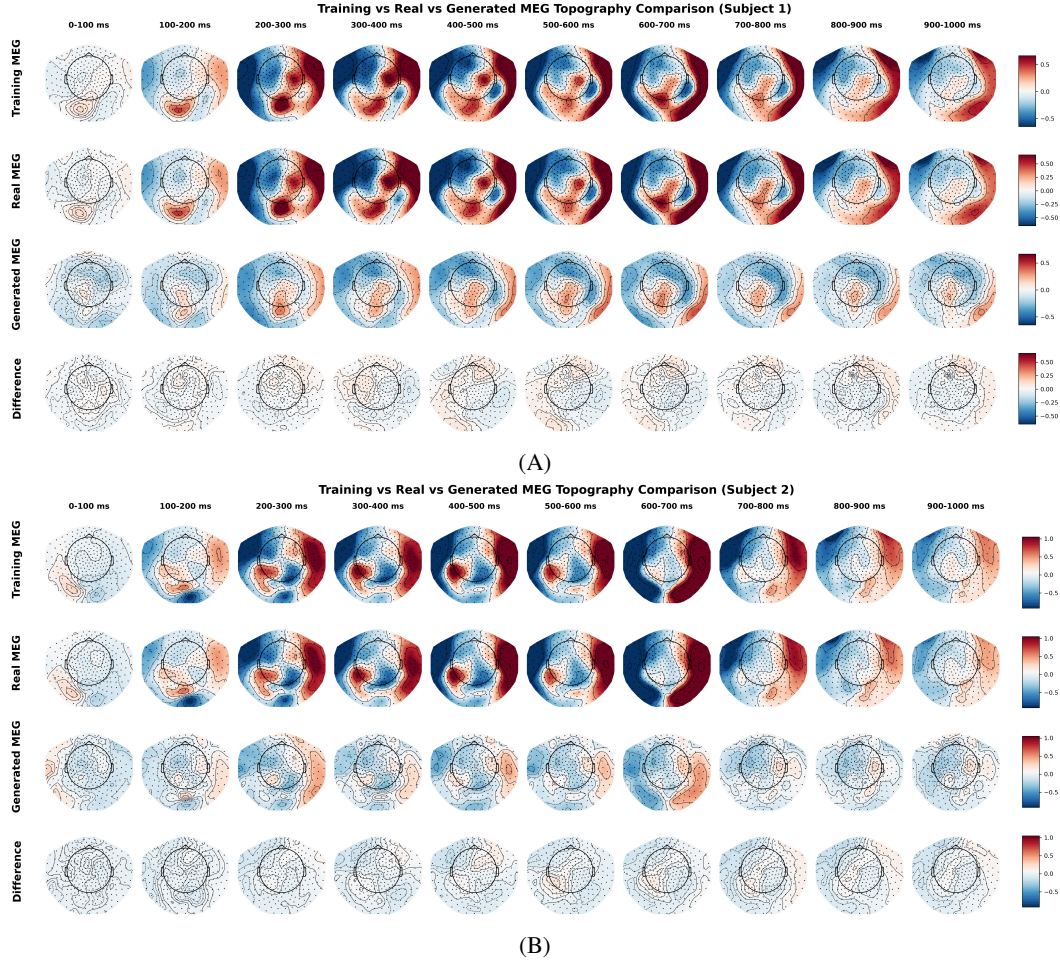 Training vs Real vs Generated MEG Topography Comparison (Subject 1)
0-100 ms 100-200 ms 200-300 ms 300-400 ms 400-500 ms 500-600 ms 600-700 ms 700-800 ms 800-900 ms 900-1000 ms
Training MEG
0.5
0.0
−0.5
Real MEG
0.50
0.25
0.00
−0.25
−0.50
Generated MEG
0.5
0.0
−0.5
Difference
0.50
0.25
0.00
−0.25
−0.50
(A)
Training vs Real vs Generated MEG Topography Comparison (Subject 2)
0-100 ms 100-200 ms 200-300 ms 300-400 ms 400-500 ms 500-600 ms 600-700 ms 700-800 ms 800-900 ms 900-1000 ms
Training MEG
1.0
0.5
0.0
−0.5
Real MEG
1.0
0.5
0.0
−0.5
Generated MEG
1.0
0.5
0.0
−0.5
Difference
1.0
0.5
0.0
−0.5
(B)